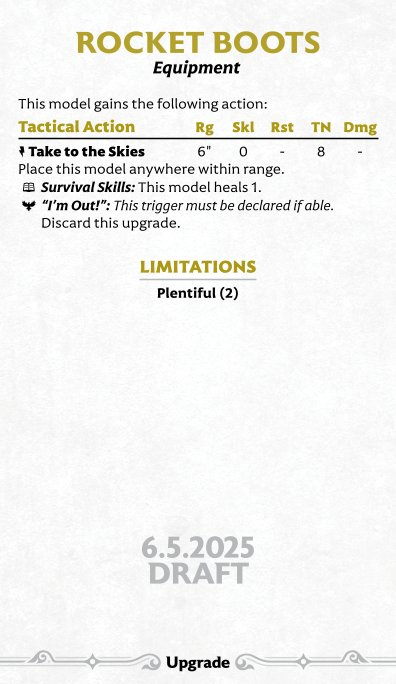 ROCKET BOOTS
Equipment
This model gains the following action:
Tactical Action Rg Skl Rst TN Dmg
Take to the Skies 6" 0 - 8 -
Place this model anywhere within range.
Survival Skills: This model heals 1.
“I’m Out!”: This trigger must be declared if able.
Discard this upgrade.
LIMITATIONS
Plentiful (2)
6.5.2025
DRAFT
Upgrade